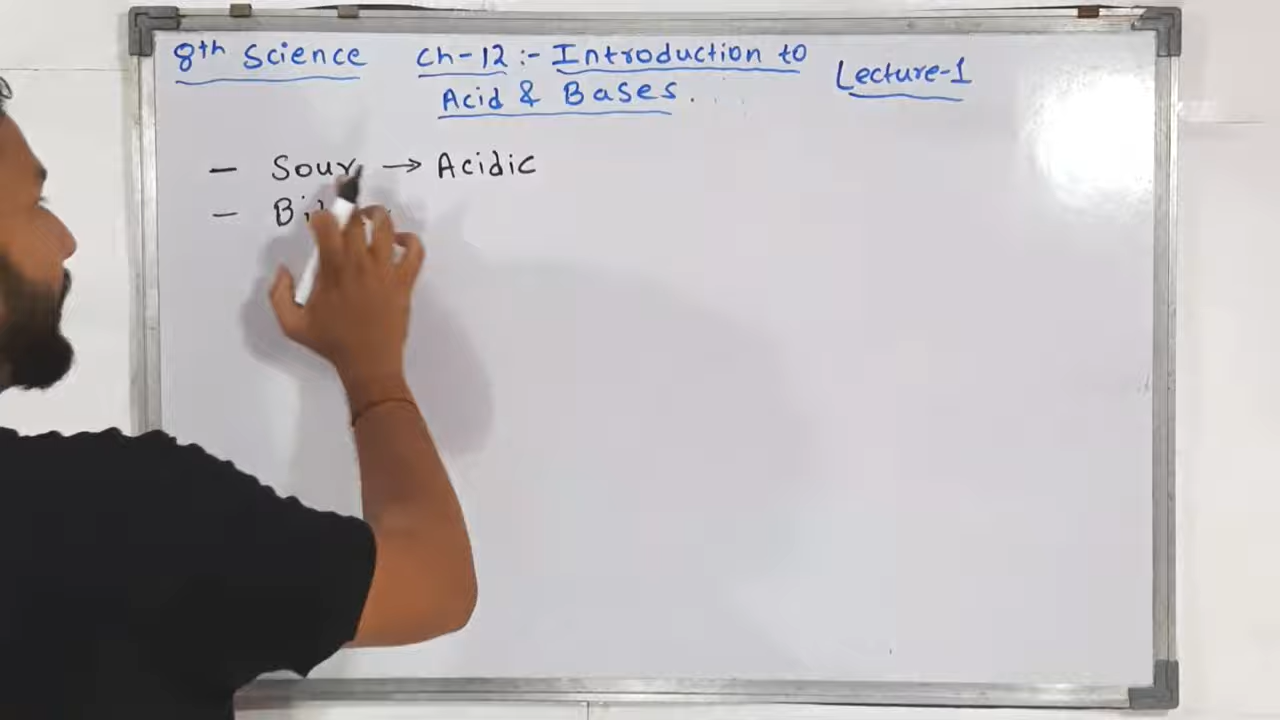 8th Science Ch-12 :- Introduction to Lecture-1
Acid & Bases.
- Sour → Acidic
-